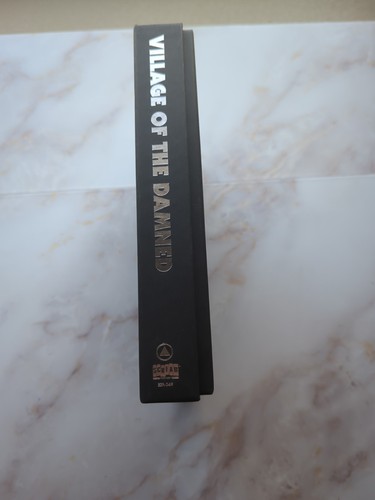 VILLAGE OF THE DAMNED